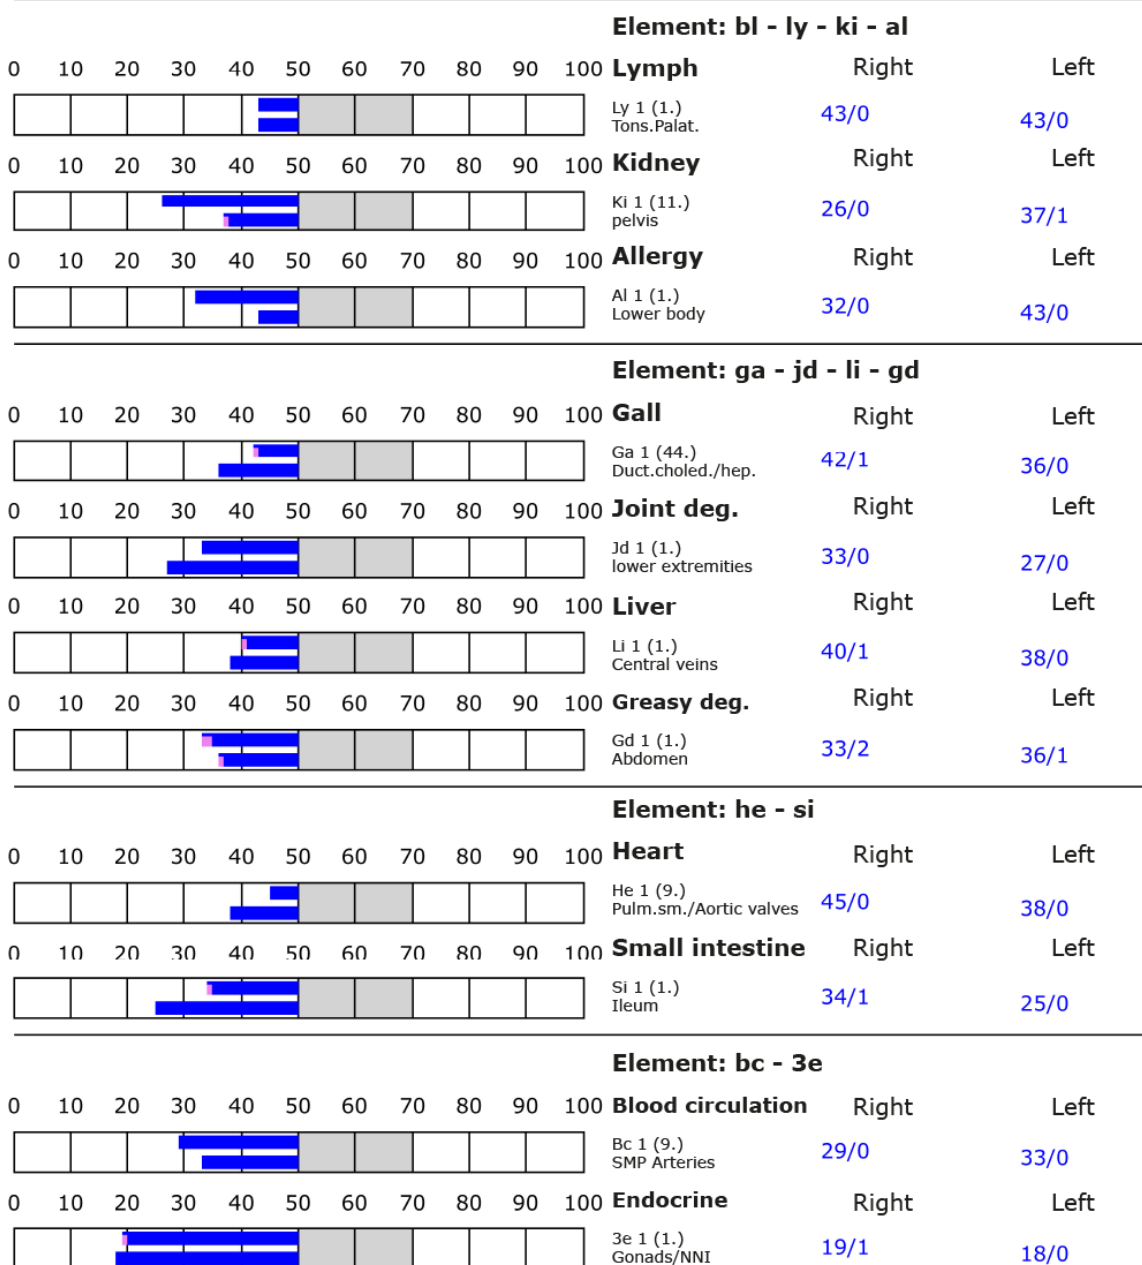 Element: bl - ly - ki - al
0 10 20 30 40 50 60 70 80 90 100 Lymph Right Left
Ly 1 (1.) 43/0 43/0
Tons.Palat.
0 10 20 30 40 50 60 70 80 90 100 Kidney Right Left
Ki 1 (11.) 26/0 37/1
pelvis
0 10 20 30 40 50 60 70 80 90 100 Allergy Right Left
Al 1 (1.) 32/0 43/0
Lower body
Element: ga - jd - li - gd
0 10 20 30 40 50 60 70 80 90 100 Gall Right Left
Ga 1 (44.) 42/1 36/0
Duct.choled./hep.
0 10 20 30 40 50 60 70 80 90 100 Joint deg. Right Left
Jd 1 (1.) 33/0 27/0
lower extremities
0 10 20 30 40 50 60 70 80 90 100 Liver Right Left
Li 1 (1.) 40/1 38/0
Central veins
0 10 20 30 40 50 60 70 80 90 100 Greasy deg. Right Left
Gd 1 (1.) 33/2 36/1
Abdomen
Element: he - si
0 10 20 30 40 50 60 70 80 90 100 Heart Right Left
He 1 (9.) 45/0 38/0
Pulm.sm./Aortic valves
0 10 20 30 40 50 60 70 80 90 100 Small intestine Right Left
Si 1 (1.) 34/1 25/0
Ileum
Element: bc - 3e
0 10 20 30 40 50 60 70 80 90 100 Blood circulation Right Left
Bc 1 (9.) 29/0 33/0
SMP Arteries
0 10 20 30 40 50 60 70 80 90 100 Endocrine Right Left
3e 1 (1.) 19/1 18/0
Gonads/NNI